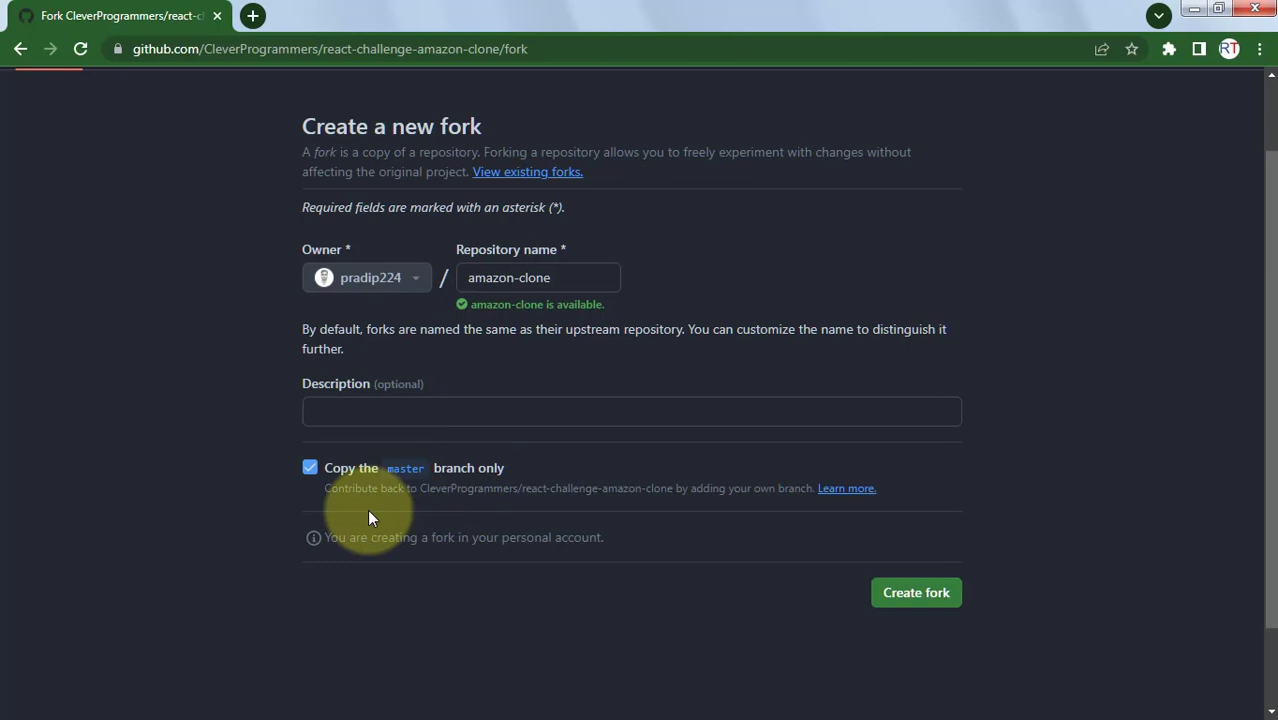 Fork CleverProgrammers/react-c
github.com/CleverProgrammers/react-challenge-amazon-clone/fork
RT
Create a new fork
A fork is a copy of a repository. Forking a repository allows you to freely experiment with changes without
affecting the original project. View existing forks.
Required fields are marked with an asterisk (*).
Owner * Repository name *
pradip224 / amazon-clone
amazon-clone is available.
By default, forks are named the same as their upstream repository. You can customize the name to distinguish it
further.
Description (optional)
Copy the master branch only
Contribute back to CleverProgrammers/react-challenge-amazon-clone by adding your own branch. Learn more.
You are creating a fork in your personal account.
Create fork